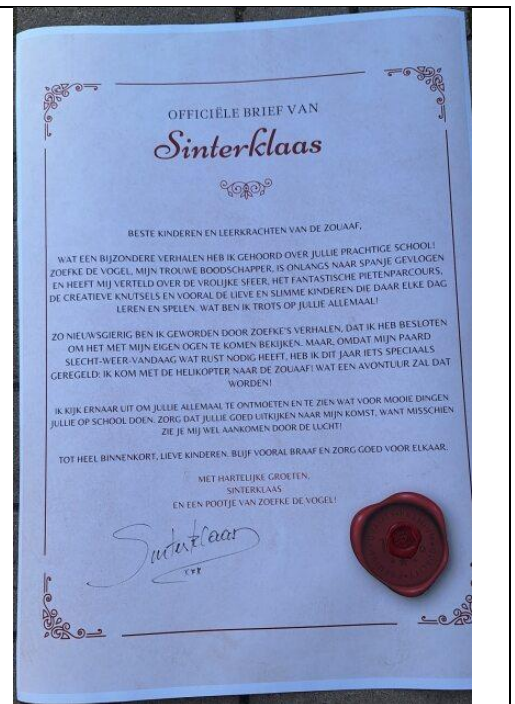 OFFICIËLE BRIEF VAN
Sinterklaas
BESTE KINDEREN EN LEERKRACHTEN VAN DE ZOUAAF,
WAT EEN BIJZONDERE VERHALEN HEB IK GEHOORD OVER JULLIE PRACHTIGE SCHOOL!
ZOEFKE DE VOGEL, MIJN TROUWE BOODSCHAPPER, IS ONLANGS NAAR SPANJE GEVLOGEN
EN HEEFT MIJ VERTELD OVER DE VROLIJKE SFEER, HET FANTASTISCHE PIETENPARCOURS,
DE CREATIEVE KNUTSELS EN VOORAL DE LIEVE EN SLIMME KINDEREN DIE DAAR ELKE DAG
LEREN EN SPELEN. WAT BEN IK TROTS OP JULLIE ALLEMAAL!
ZO NIEUWSGIERIG BEN IK GEWORDEN DOOR ZOEFKE'S VERHALEN, DAT IK HEB BESLOTEN
OM HET MET MIJN EIGEN OGEN TE KOMEN BEKIJKEN. MAAR, OMDAT MIJN PAARD
SLECHT-WEER-VANDAAG WAT RUST NODIG HEEFT, HEB IK DIT JAAR IETS SPECIAALS
GEREGELD: IK KOM MET DE HELIKOPTER NAAR DE ZOUAAF! WAT EEN AVONTUUR ZAL DAT
WORDEN!
IK KIJK ERNAAR UIT OM JULLIE ALLEMAAL TE ONTMOETEN EN TE ZIEN WAT VOOR MOOIE DINGEN
JULLIE OP SCHOOL DOEN. ZORG DAT JULLIE GOED UITKIJKEN NAAR MIJN KOMST, WANT MISSCHIEN
ZIE JE MIJ WEL AANKOMEN DOOR DE LUCHT!
TOT HEEL BINNENKORT, LIEVE KINDEREN. BLIJF VOORAL BRAAF EN ZORG GOED VOOR ELKAAR.
MET HARTELIJKE GROETEN,
SINTERKLAAS
EN EEN POOTJE VAN ZOEFKE DE VOGEL!
Sinterklaas
xxx